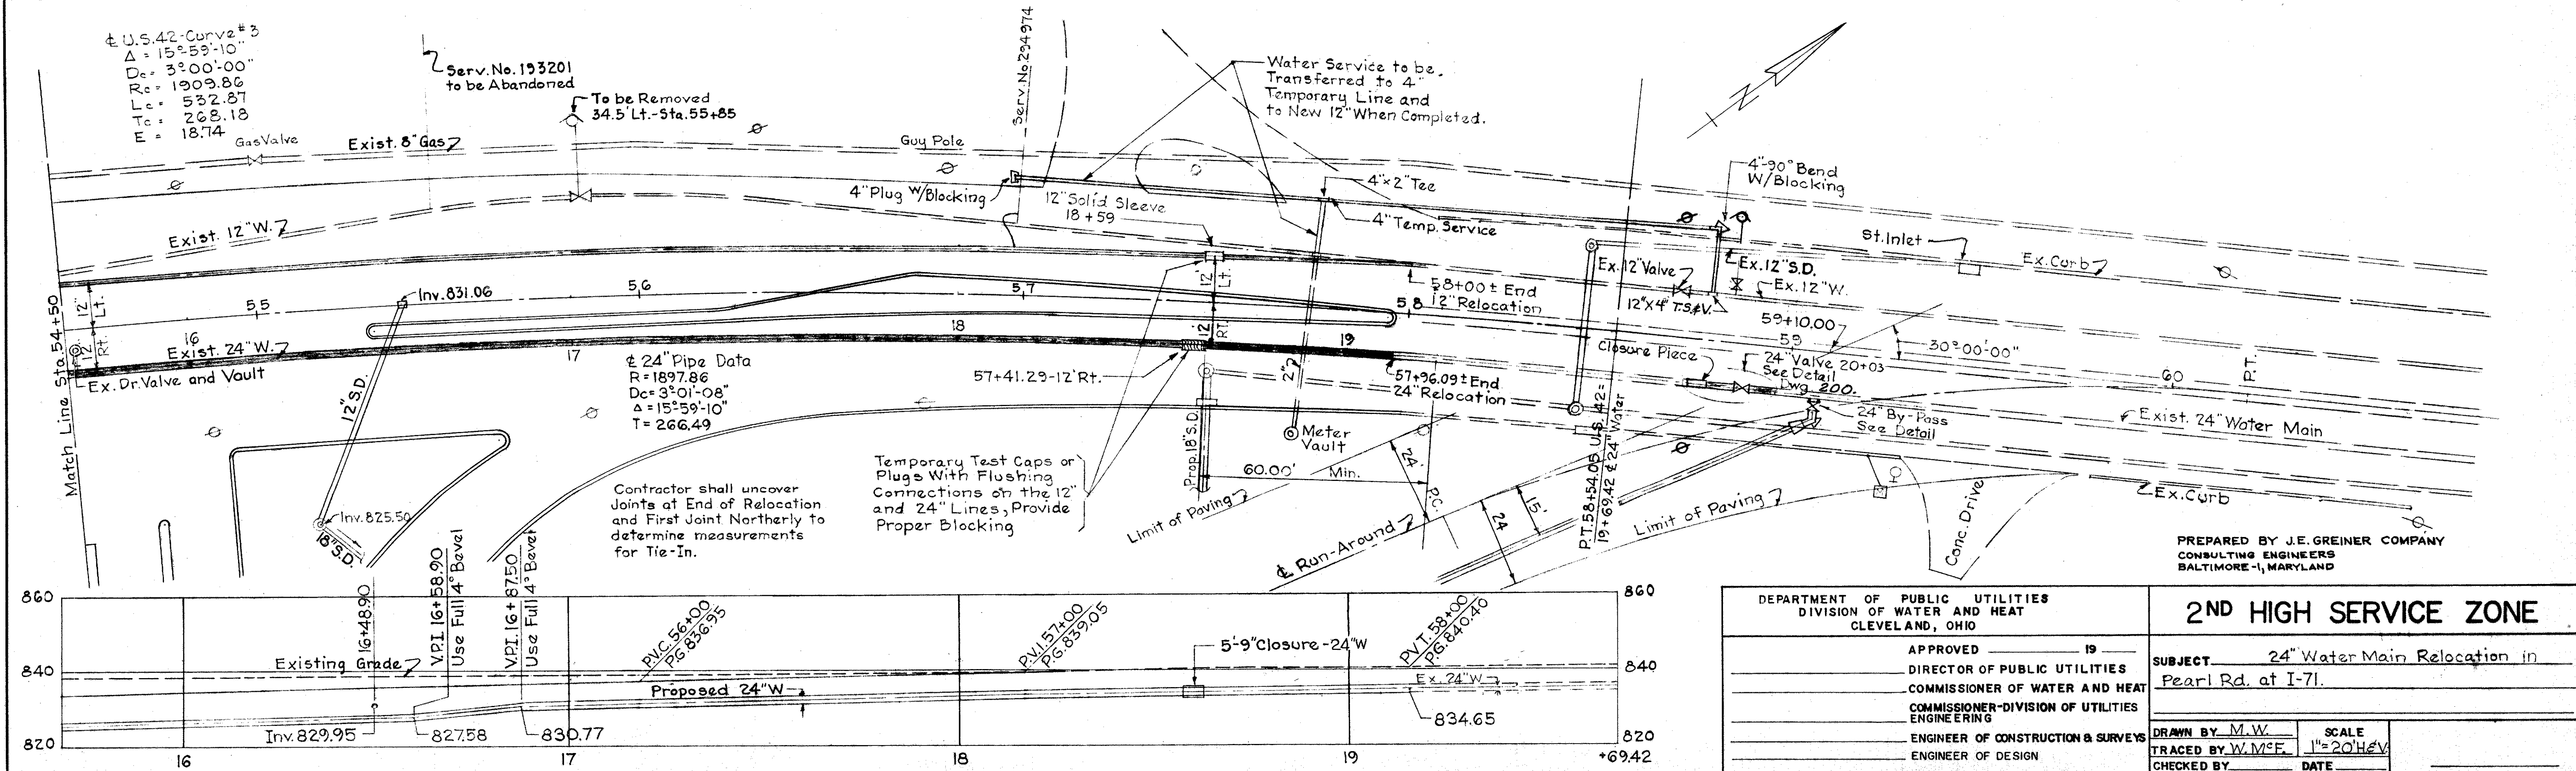 ℄ U.S.42-Curve#3
Δ = 15°-59'-10"
Dc= 3°00'-00"
Rc= 1909.86
Lc= 532.87
Tc= 268.18
E = 18.74
Gas Valve
Exist. 8" Gas
Serv. No. 193201
to be Abandoned
To be Removed
34.5' Lt.-Sta. 55+85
Guy Pole
Serv. No. 294974
Water Service to be
Transferred to 4"
Temporary Line and
to New 12" When Completed.
N
4" Plug W/Blocking
12" Solid Sleeve
18+59
4"x2" Tee
4" Temp. Service
4"-90° Bend
W/Blocking
St. Inlet
Ex. Curb
Exist. 12" W.
Ex. 12" Valve
Ex. 12" S.D.
Ex. 12" W.
12"X4" T.S.&V.
58+00± End
12" Relocation
Match Line Sta. 54+50
12' Lt.
12' Rt.
55
56
57
58
59
60
Inv. 831.06
16
17
18
19
Exist. 24" W.
Ex. Dr. Valve and Vault
12" S.D.
12' Lt.
12' Rt.
℄ 24" Pipe Data
R = 1897.86
Dc= 3°-01'-08"
Δ = 15°-59'-10"
T = 266.49
57+41.29-12' Rt.
2"
57+96.09± End
24" Relocation
Closure Piece
59+10.00
24" Valve 20+03
See Detail
Dwg. 200.
30°00'-00"
P.T.
24" By-Pass
See Detail
Exist. 24" Water Main
Meter
Vault
Prop. 18" S.D.
60.00' Min.
24'
P.C.
P.T. 58+54.05 U.S. 42=
19+69.42 ℄ 24" Water
Temporary Test Caps or
Plugs With Flushing
Connections on the 12"
and 24" Lines, Provide
Proper Blocking
Contractor shall uncover
Joints at End of Relocation
and First Joint Northerly to
determine measurements
for Tie-In.
Inv. 825.50
18" S.D.
Limit of Paving
℄ Run-Around
24
15'
Limit of Paving
Conc. Drive
Ex. Curb
PREPARED BY J.E. GREINER COMPANY
CONSULTING ENGINEERS
BALTIMORE-1, MARYLAND
860
840
820
16+48.90
V.P.I. 16+58.90
Use Full 4° Bevel
V.P.I. 16+87.50
Use Full 4° Bevel
P.V.C. 56+00
P.G. 836.95
P.V.I. 57+00
P.G. 839.05
P.V.T. 58+00
P.G. 840.40
Existing Grade
Proposed 24" W
5'-9" Closure-24" W
Ex. 24" W
Inv. 829.95
827.58
830.77
834.65
860
840
820
16
17
18
19
+69.42
DEPARTMENT OF PUBLIC UTILITIES
DIVISION OF WATER AND HEAT
CLEVELAND, OHIO
APPROVED 19
DIRECTOR OF PUBLIC UTILITIES
COMMISSIONER OF WATER AND HEAT
COMMISSIONER-DIVISION OF UTILITIES
ENGINEERING
ENGINEER OF CONSTRUCTION & SURVEYS
ENGINEER OF DESIGN
2ND HIGH SERVICE ZONE
SUBJECT 24" Water Main Relocation in
Pearl Rd. at I-71.
DRAWN BY M.W.
TRACED BY W. McF.
CHECKED BY
SCALE
1"=20' H&V
DATE